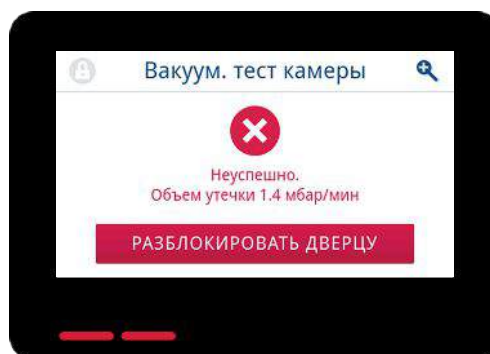 Вакуум. тест камеры
Неуспешно.
Объем утечки 1.4 мбар/мин
РАЗБЛОКИРОВАТЬ ДВЕРЦУ